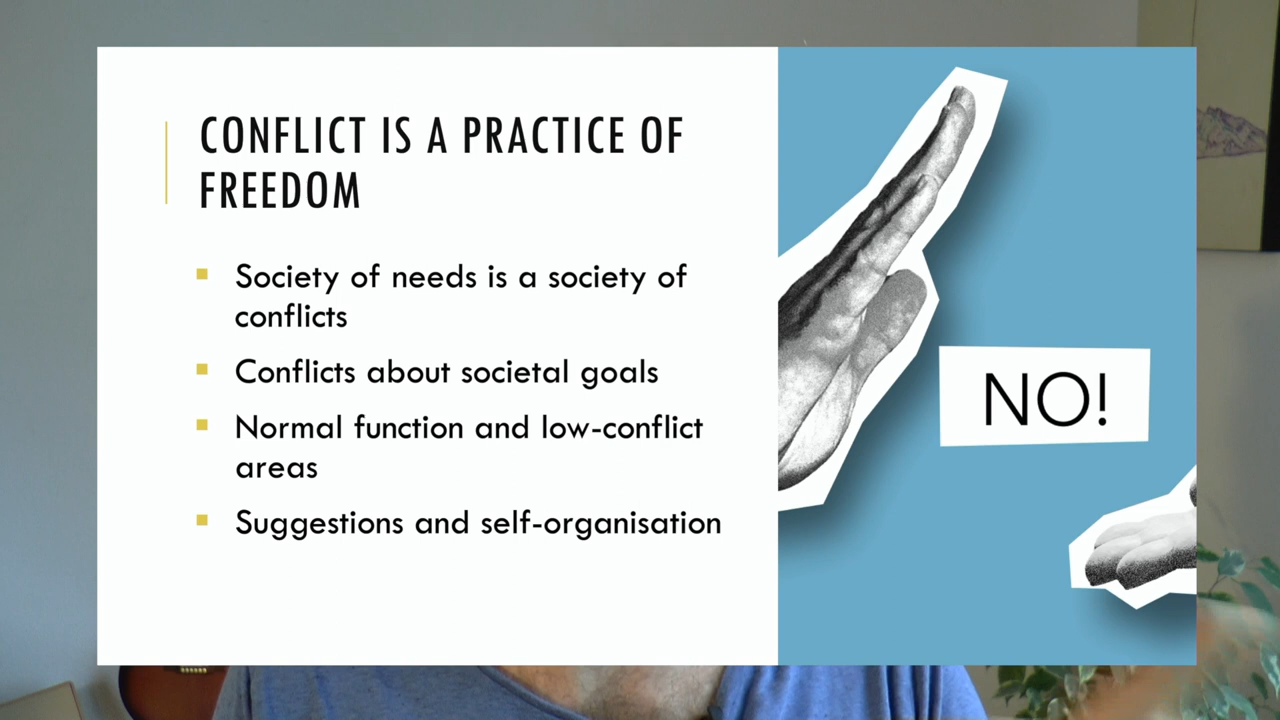 CONFLICT IS A PRACTICE OF
FREEDOM
Society of needs is a society of
conflicts
Conflicts about societal goals
Normal function and low-conflict
areas
Suggestions and self-organisation
NO!